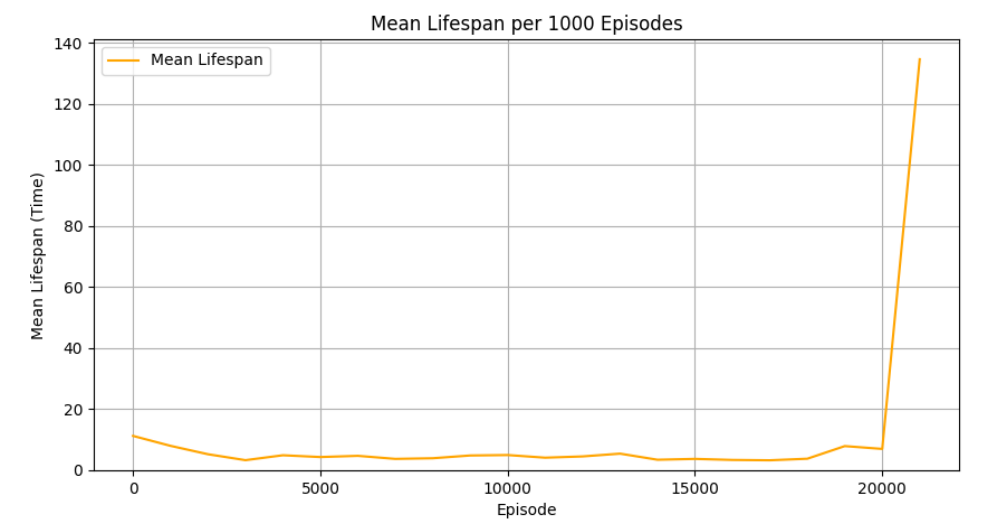 Mean Lifespan per 1000 Episodes
Mean Lifespan
Mean Lifespan (Time)
140
120
100
80
60
40
20
0
0 5000 10000 15000 20000
Episode